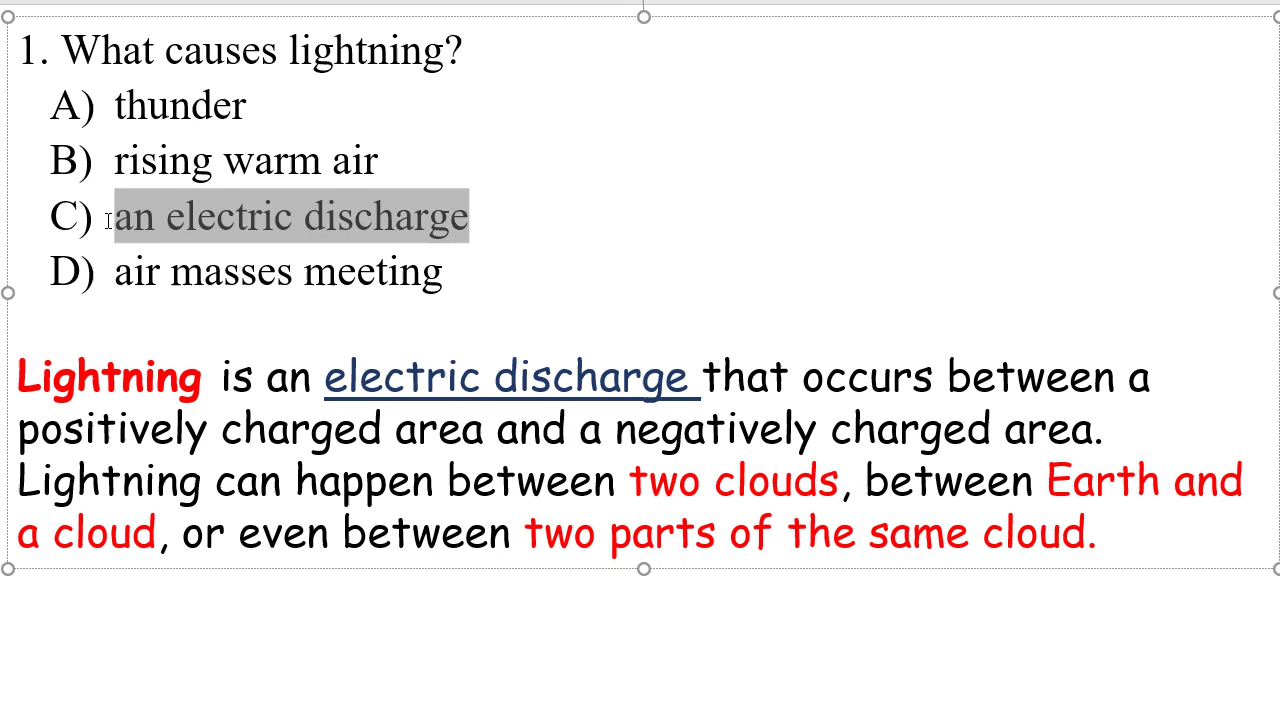 1. What causes lightning?
A) thunder
B) rising warm air
C) an electric discharge
D) air masses meeting
Lightning is an electric discharge that occurs between a
positively charged area and a negatively charged area.
Lightning can happen between two clouds, between Earth and
a cloud, or even between two parts of the same cloud.